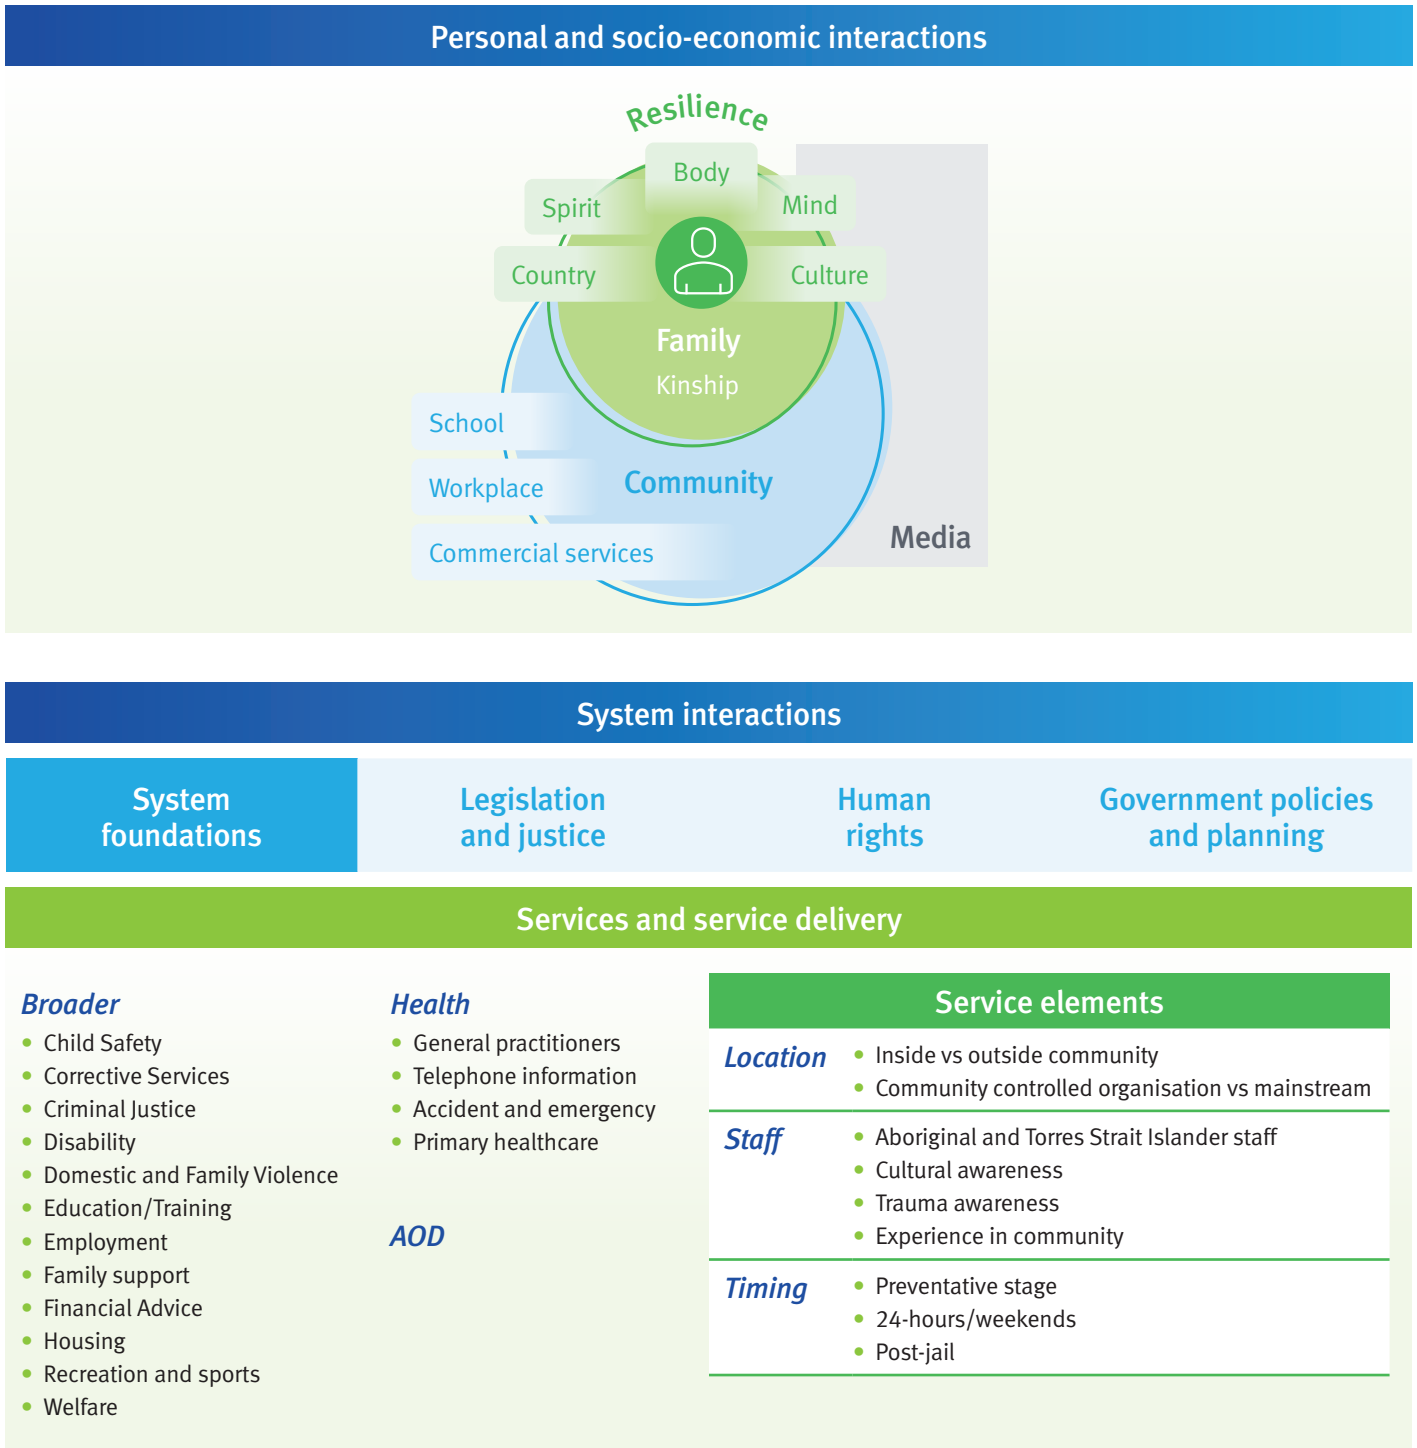 Personal and socio-economic interactions
Resilience
Body
Spirit
Mind
Country
Culture
Family
Kinship
School
Workplace
Community
Commercial services
Media
System interactions
System
foundations
Legislation
and justice
Human
rights
Government policies
and planning
Services and service delivery
Broader
• Child Safety
• Corrective Services
• Criminal Justice
• Disability
• Domestic and Family Violence
• Education/Training
• Employment
• Family support
• Financial Advice
• Housing
• Recreation and sports
• Welfare
Health
• General practitioners
• Telephone information
• Accident and emergency
• Primary healthcare
AOD
Service elements
Location
• Inside vs outside community
• Community controlled organisation vs mainstream
Staff
• Aboriginal and Torres Strait Islander staff
• Cultural awareness
• Trauma awareness
• Experience in community
Timing
• Preventative stage
• 24-hours/weekends
• Post-jail